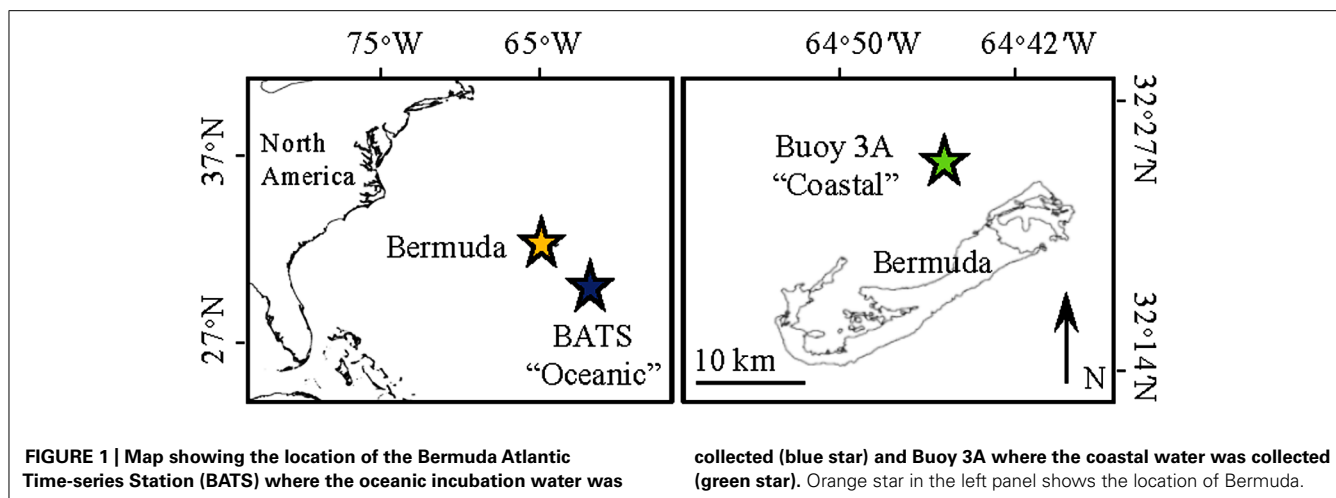 75°W 65°W
37°N
27°N
North
America
Bermuda
BATS
“Oceanic”
64°50'W 64°42'W
32°27'N
32°14'N
Buoy 3A
“Coastal”
Bermuda
10 km
N
FIGURE 1 | Map showing the location of the Bermuda Atlantic
Time-series Station (BATS) where the oceanic incubation water was
collected (blue star) and Buoy 3A where the coastal water was collected
(green star). Orange star in the left panel shows the location of Bermuda.